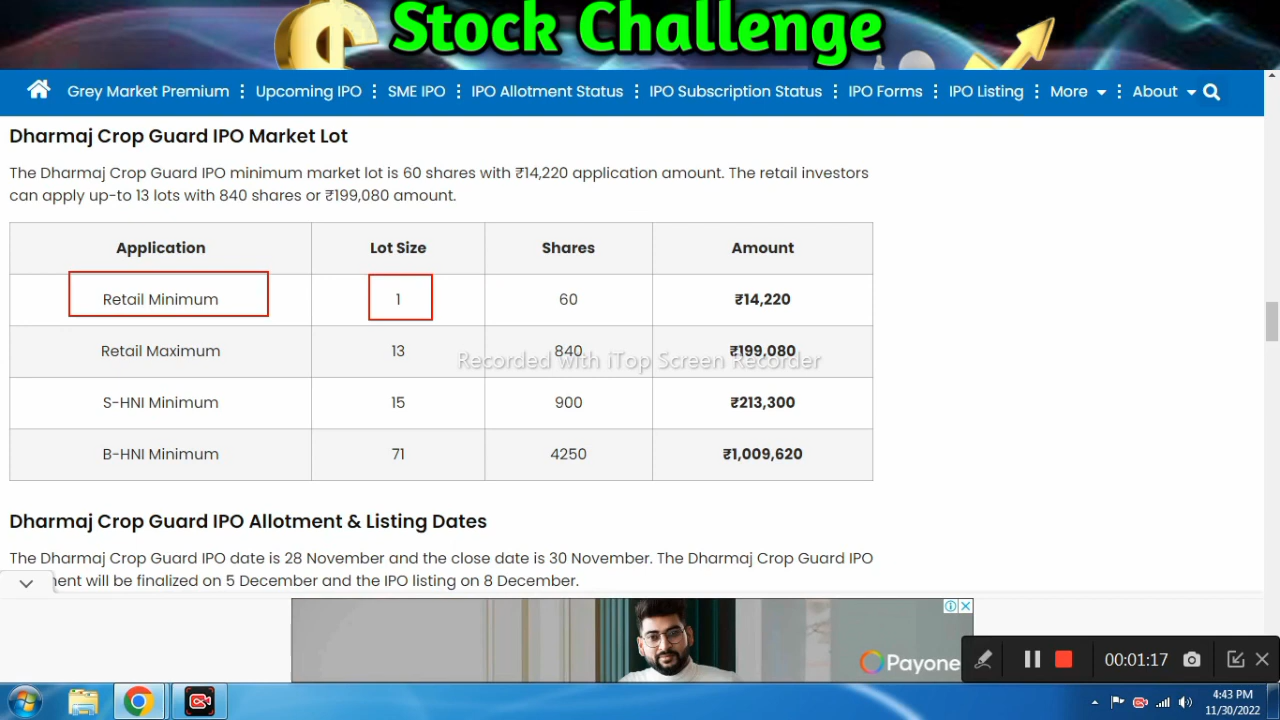 Stock Challenge
Grey Market Premium
Upcoming IPO
SME IPO
IPO Allotment Status
IPO Subscription Status
IPO Forms
IPO Listing
More
About
Dharmaj Crop Guard IPO Market Lot
The Dharmaj Crop Guard IPO minimum market lot is 60 shares with ₹14,220 application amount. The retail investors
can apply up-to 13 lots with 840 shares or ₹199,080 amount.
Application Lot Size Shares Amount
Retail Minimum 1 60 ₹14,220
Retail Maximum 13 840 ₹199,080
Recorded with iTop Screen Recorder
S-HNI Minimum 15 900 ₹213,300
B-HNI Minimum 71 4250 ₹1,009,620
Dharmaj Crop Guard IPO Allotment & Listing Dates
The Dharmaj Crop Guard IPO date is 28 November and the close date is 30 November. The Dharmaj Crop Guard IPO
will be finalized on 5 December and the IPO listing on 8 December.
Payone
00:01:17
4:43 PM
11/30/2022